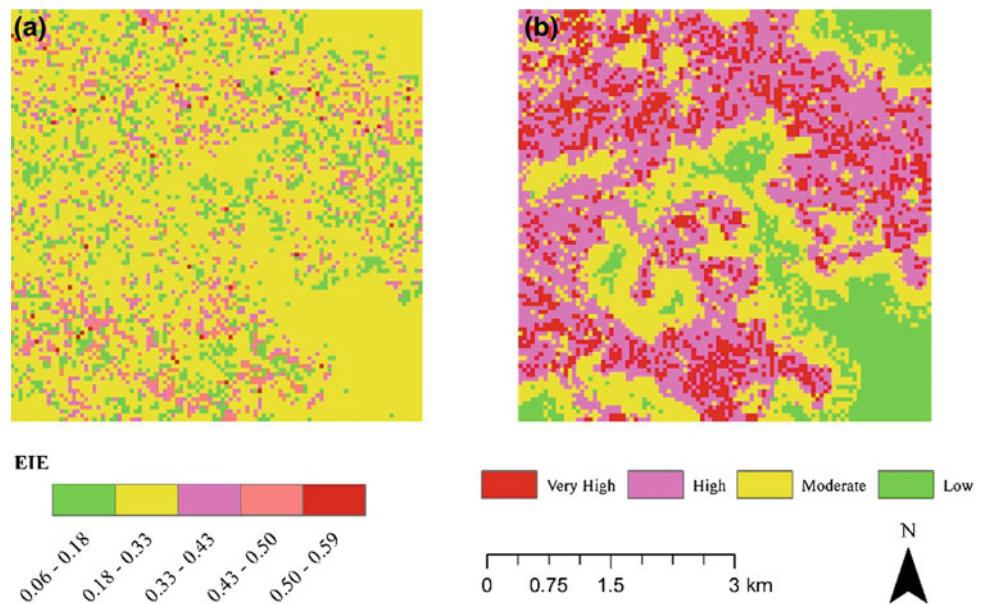 (a)
(b)
EIE
0.06 - 0.18
0.18 - 0.33
0.33 - 0.43
0.43 - 0.50
0.50 - 0.59
Very High
High
Moderate
Low
0 0.75 1.5 3 km
N